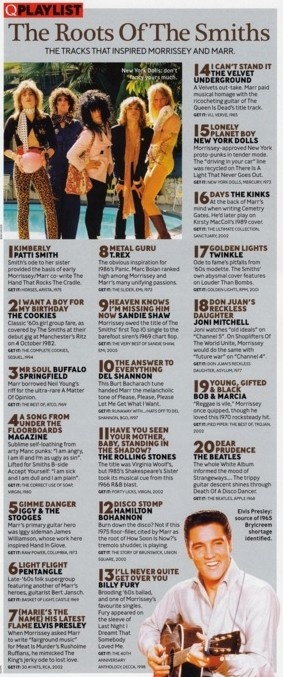 Q PLAYLIST
The Roots Of The Smiths
THE TRACKS THAT INSPIRED MORRISSEY AND MARR.
New York Dolls: don't
fancy yours much.
1 KIMBERLY
PATTI SMITH
Smith's ode to her sister
provided the basis of early
Morrissey/Marr co-write The
Hand That Rocks The Cradle.
GET IT: HORSES, ARISTA, 1975
2 I WANT A BOY FOR
MY BIRTHDAY
THE COOKIES
Classic '60s girl group fare, as
covered by The Smiths at their
debut gig at Manchester's Ritz
on 4 October 1982.
GET IT: THE COMPLETE COOKIES,
SEQUEL, 1994
3 MR SOUL BUFFALO
SPRINGFIELD
Marr borrowed Neil Young's
riff for the ultra-rare A Matter
Of Opinion.
GET IT: THE BEST OF, ATCO, 1969
4 A SONG FROM
UNDER THE
FLOORBOARDS
MAGAZINE
Sublime self-loathing from
arty Manc punks: "I am angry,
I am ill and I'm as ugly as sin".
Lifted for Smiths B-side
Accept Yourself: "I am sick
and I am dull and I am plain".
GET IT: THE CORRECT USE OF SOAP,
VIRGIN, 1980
5 GIMME DANGER
IGGY & THE
STOOGES
Marr's primary guitar hero
was Iggy sideman James
Williamson, whose work here
inspired Hand In Glove.
GET IT: RAW POWER, COLUMBIA, 1973
6 LIGHT FLIGHT
PENTANGLE
Late-'60s folk supergroup
featuring another of Marr's
heroes, guitarist Bert Jansch.
GET IT: BASKET OF LIGHT, CASTLE, 1969
7 (MARIE'S THE
NAME) HIS LATEST
FLAME ELVIS PRESLEY
When Morrissey asked Marr
to write "fairground music"
for Meat Is Murder's Rusholme
Ruffians, he mimicked The
King's jerky ode to lost love.
GET IT: 30 #1 HITS, RCA, 2002
8 METAL GURU
T.REX
The obvious inspiration for
1986's Panic. Marc Bolan ranked
high among Morrissey and
Marr's many unifying passions.
GET IT: THE SLIDER, EMI, 1972
9 HEAVEN KNOWS
I'M MISSING HIM
NOW SANDIE SHAW
Morrissey owed the title of The
Smiths' first Top 10 single to the
barefoot siren's 1969 chart flop.
GET IT: THE VERY BEST OF SANDIE SHAW,
EMI, 2005
10 THE ANSWER TO
EVERYTHING
DEL SHANNON
This Burt Bacharach tune
handed Marr the melodic
tone of Please, Please, Please
Let Me Get What I Want.
GET IT: RUNAWAY WITH.../HATS OFF TO DEL
SHANNON, BGO, 1997
11 HAVE YOU SEEN
YOUR MOTHER,
BABY, STANDING IN
THE SHADOW?
THE ROLLING STONES
The title was Virginia Woolf's,
but 1985's Shakespeare's Sister
took its musical cue from this
1966 R&B blast.
GET IT: FORTY LICKS, VIRGIN, 2002
12 DISCO STOMP
HAMILTON
BOHANNON
Burn down the disco? Not if this
1975 floor-filler, cited by Marr as
the root of How Soon Is Now?'s
tremolo shudder, is playing.
GET IT: THE STORY OF BRUNSWICK, UNION
SQUARE, 2002
13 I'LL NEVER QUITE
GET OVER YOU
BILLY FURY
Brooding '60s ballad,
and one of Morrissey's
favourite singles.
Fury appeared on
the sleeve of
Last Night I
Dreamt That
Somebody
Loved Me.
GET IT: THE 40TH
ANNIVERSARY
ANTHOLOGY, DECCA, 1998
14 I CAN'T STAND IT
THE VELVET
UNDERGROUND
A Velvets out-take. Marr paid
musical homage with the
ricocheting guitar of The
Queen Is Dead's title track.
GET IT: VU, VERVE, 1985
15 LONELY
PLANET BOY
NEW YORK DOLLS
Morrissey-approved New York
proto-punks in tender mode.
The "driving in your car" line
was recycled on There Is A
Light That Never Goes Out.
GET IT: NEW YORK DOLLS, MERCURY, 1973
16 DAYS THE KINKS
At the back of Marr's
mind when writing Cemetry
Gates. He'd later play on
Kirsty MacColl's 1989 cover.
GET IT: THE ULTIMATE COLLECTION,
SANCTUARY, 2002
17 GOLDEN LIGHTS
TWINKLE
Ode to fame's pitfalls from
'60s modette. The Smiths'
own abysmal cover features
on Louder Than Bombs.
GET IT: GOLDEN LIGHTS, RPM, 2000
18 DON JUAN'S
RECKLESS
DAUGHTER
JONI MITCHELL
Joni watches "old deals" on
"Channel 5". On Shoplifters Of
The World Unite, Morrissey
would do the same with
"future war" on "Channel 4".
GET IT: DON JUAN'S RECKLESS
DAUGHTER, ASYLUM, 1977
19 YOUNG, GIFTED
& BLACK
BOB & MARCIA
"Reggae is vile," Morrissey
once quipped, though he
loved this 1970 rocksteady hit.
GET IT: PIED PIPER: THE BEST OF, TROJAN,
2002
20 DEAR
PRUDENCE
THE BEATLES
The whole White Album
informed the mood of
Strangeways... The trippy
guitar descent shines through
Death Of A Disco Dancer.
GET IT: THE BEATLES, APPLE, 1968
Elvis Presley:
source of 1965
Brylcreem
shortage
identified.